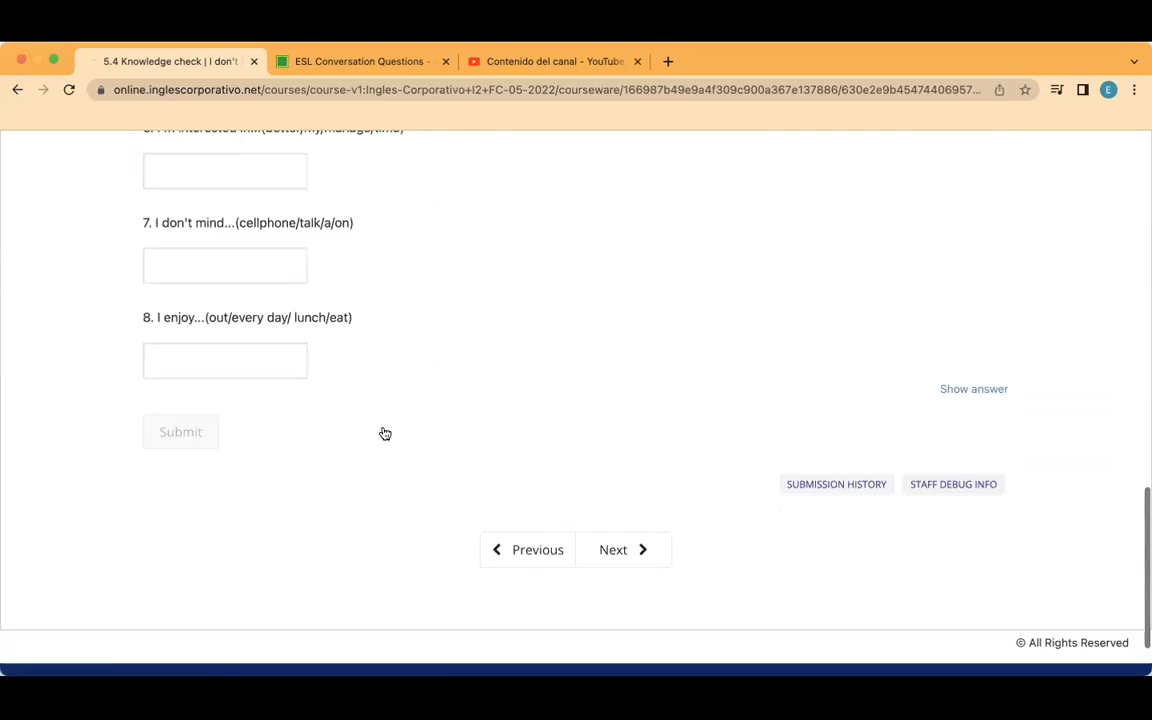 5.4 Knowledge check | I don't
ESL Conversation Questions -
Contenido del canal - YouTube
online.inglescorporativo.net/courses/course-v1:Ingles-Corporativo+I2+FC-05-2022/courseware/166987b49e9a4f309c900a367e137886/630e2e9b45474406957...
E
7. I don't mind...(cellphone/talk/a/on)
8. I enjoy...(out/every day/ lunch/eat)
Show answer
Submit
SUBMISSION HISTORY
STAFF DEBUG INFO
Previous
Next
© All Rights Reserved